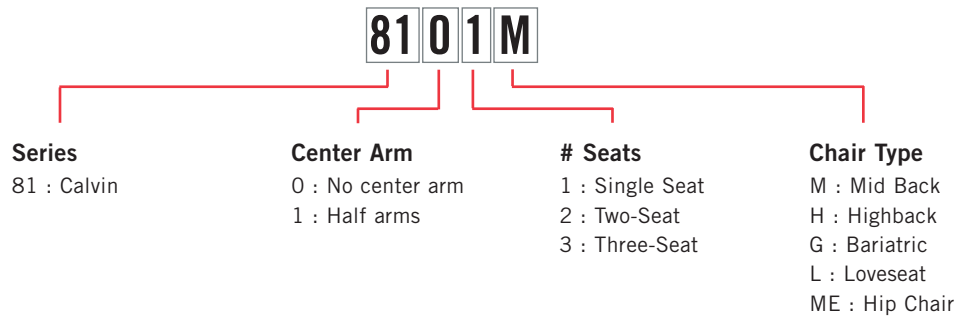 8101M
Series
81 : Calvin
Center Arm
0 : No center arm
1 : Half arms
# Seats
1 : Single Seat
2 : Two-Seat
3 : Three-Seat
Chair Type
M : Mid Back
H : Highback
G : Bariatric
L : Loveseat
ME : Hip Chair